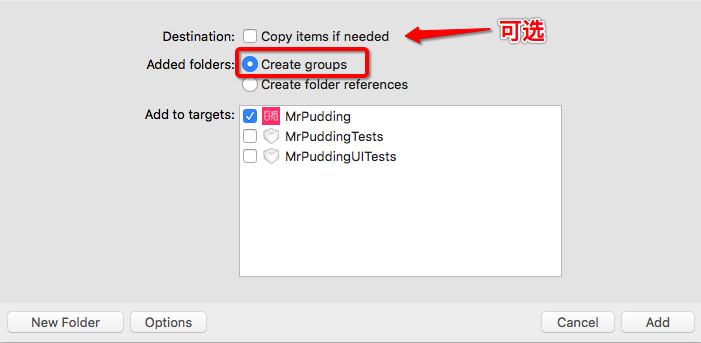 Destination: Copy items if needed 可选
Added folders: Create groups
Create folder references
Add to targets: MrPudding
MrPuddingTests
MrPuddingUITests
New Folder Options Cancel Add